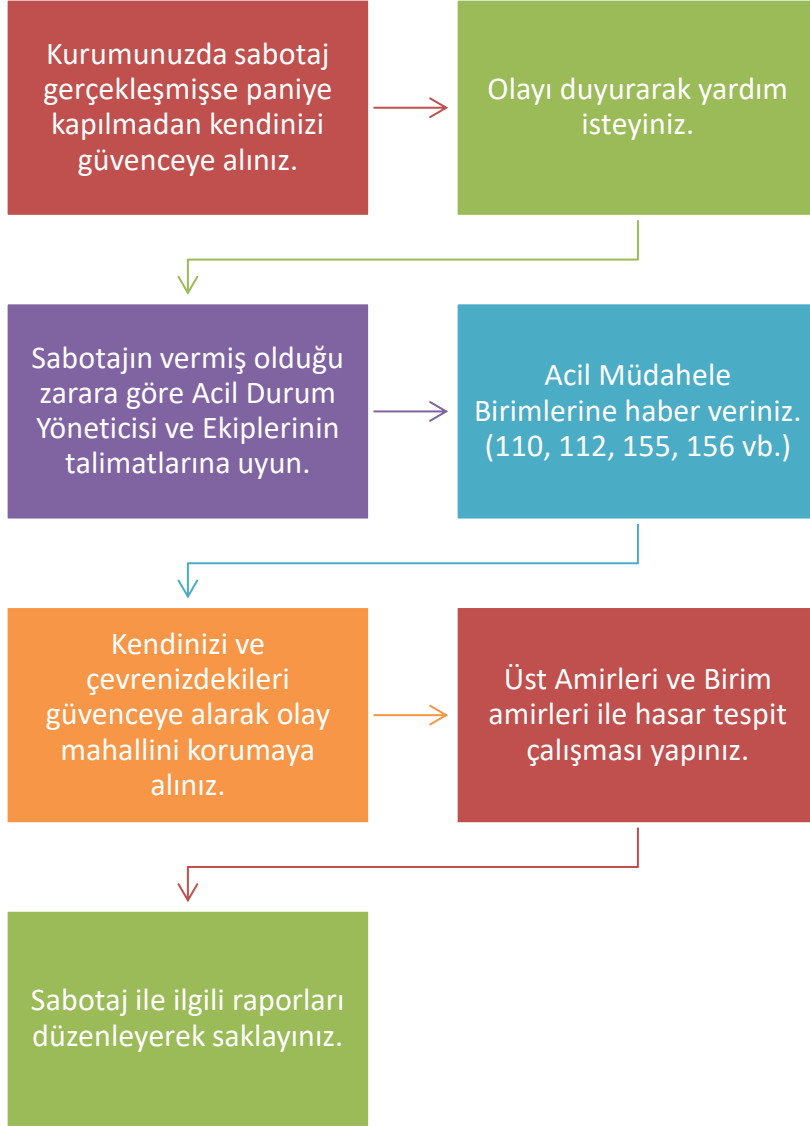 Kurumunuzda sabotaj
gerçekleşmişse paniye
kapılmadan kendinizi
güvenceye alınız.
Olayı duyurarak yardım
isteyiniz.
Sabotajın vermiş olduğu
zarara göre Acil Durum
Yöneticisi ve Ekiplerinin
talimatlarına uyun.
Acil Müdahele
Birimlerine haber veriniz.
(110, 112, 155, 156 vb.)
Kendinizi ve
çevrenizdekileri
güvenceye alarak olay
mahallini korumaya
alınız.
Üst Amirleri ve Birim
amirleri ile hasar tespit
çalışması yapınız.
Sabotaj ile ilgili raporları
düzenleyerek saklayınız.